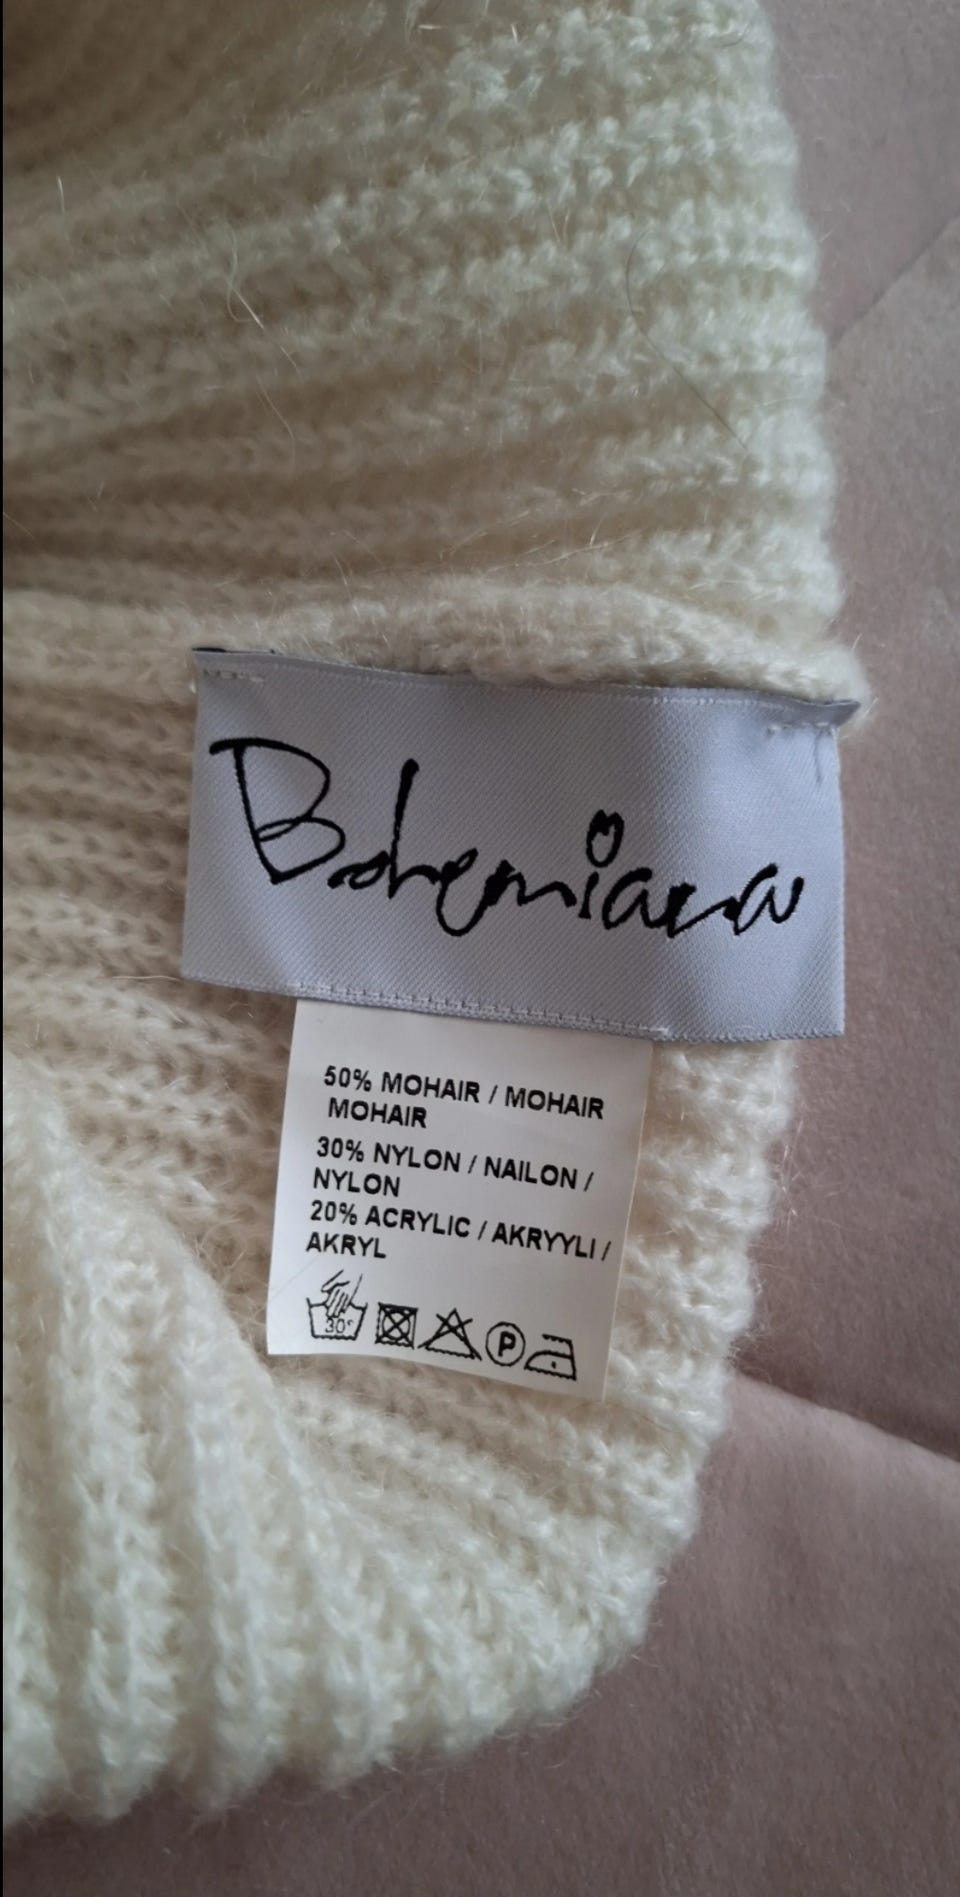 Bohemiana
50% MOHAIR / MOHAIR
MOHAIR
30% NYLON / NAILON /
NYLON
20% ACRYLIC / AKRYYLI /
AKRYL
30°
P